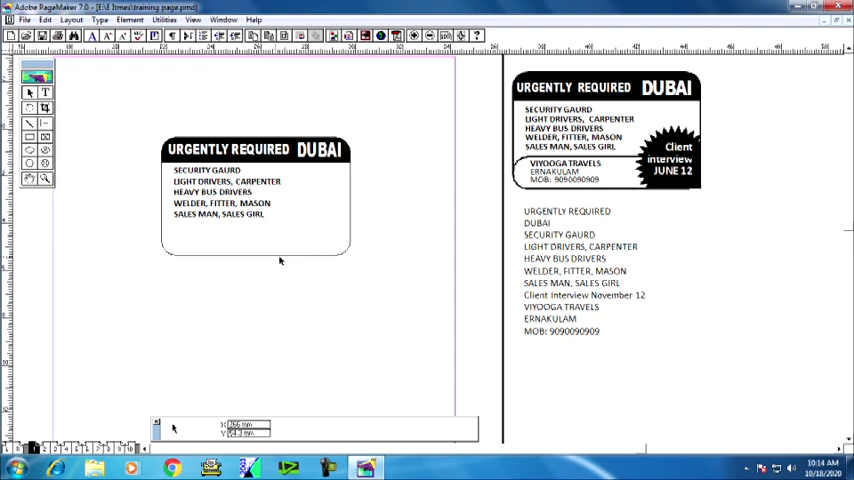 Adobe PageMaker 7.0 - [E:\E Itmes\training page.pmd]
File Edit Layout Type Element Utilities View Window Help
URGENTLY REQUIRED DUBAI
SECURITY GAURD
LIGHT DRIVERS, CARPENTER
HEAVY BUS DRIVERS
WELDER, FITTER, MASON
SALES MAN, SALES GIRL
URGENTLY REQUIRED DUBAI
SECURITY GAURD
LIGHT DRIVERS, CARPENTER
HEAVY BUS DRIVERS
WELDER, FITTER, MASON
SALES MAN, SALES GIRL
Client
interview
JUNE 12
VIYOOGA TRAVELS
ERNAKULAM
MOB: 9090090909
URGENTLY REQUIRED
DUBAI
SECURITY GAURD
LIGHT DRIVERS, CARPENTER
HEAVY BUS DRIVERS
WELDER, FITTER, MASON
SALES MAN, SALES GIRL
Client Interview November 12
VIYOOGA TRAVELS
ERNAKULAM
MOB: 9090090909
10:14 AM
10/18/2020